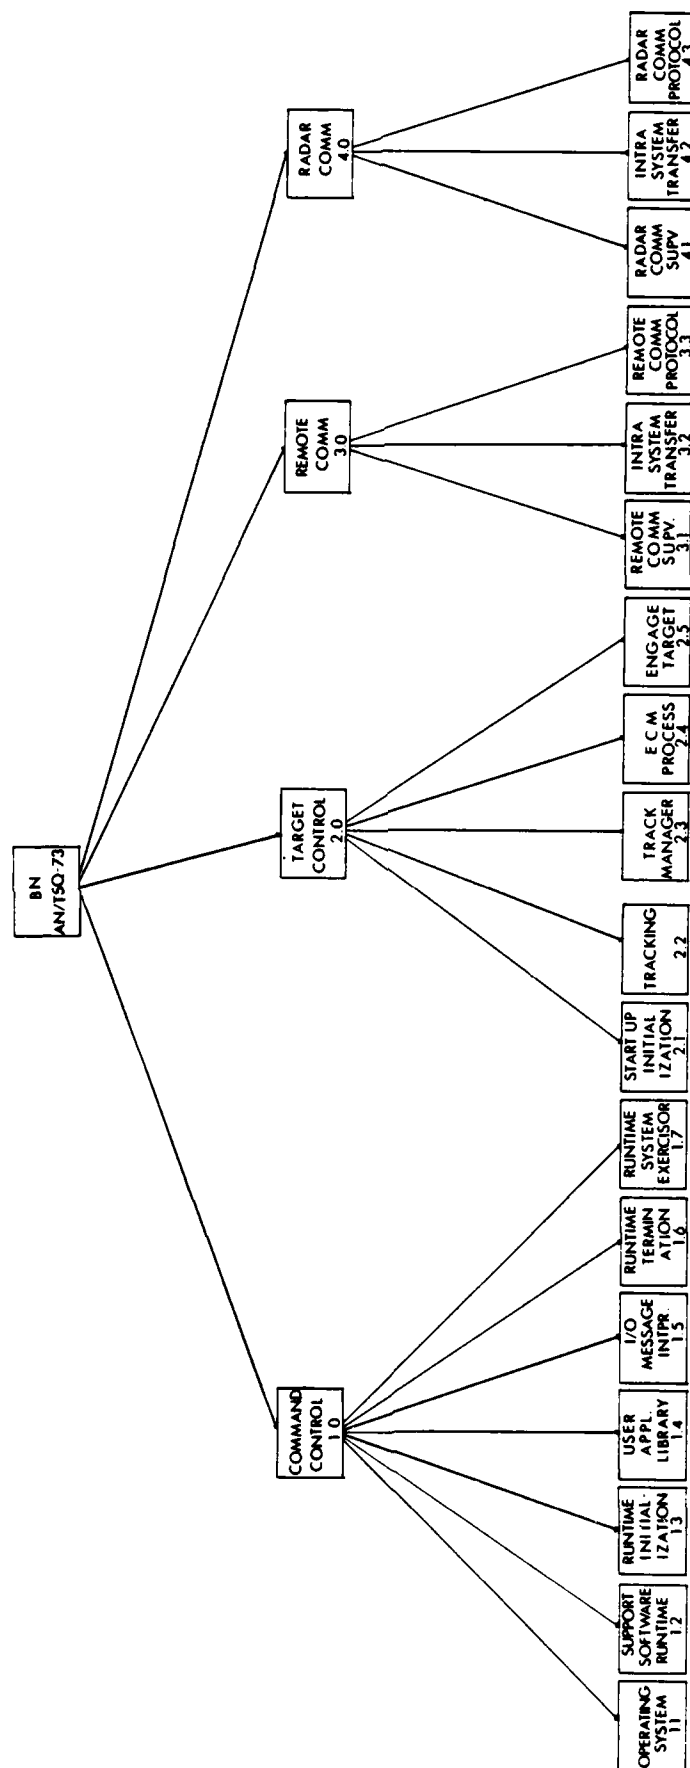 BN
AN/TSQ-73
COMMAND
CONTROL
1.0
TARGET
CONTROL
2.0
REMOTE
COMM
3.0
RADAR
COMM
4.0
OPERATING
SYSTEM
1.1
SUPPORT
SOFTWARE
RUNTIME
1.2
RUNTIME
INITIAL-
IZATION
1.3
USER
APPL.
LIBRARY
1.4
I/O
MESSAGE
INTPR.
1.5
RUNTIME
TERMIN
ATION
1.6
RUNTIME
SYSTEM
EXERCISOR
1.7
START UP
INITIAL
IZATION
2.1
TRACKING
2.2
TRACK
MANAGER
2.3
E C M
PROCESS
2.4
ENGAGE
TARGET
2.5
REMOTE
COMM
SUPV.
3.1
INTRA
SYSTEM
TRANSFER
3.2
REMOTE
COMM
PROTOCOL
3.3
RADAR
COMM
SUPV
4.1
INTRA
SYSTEM
TRANSFER
4.2
RADAR
COMM
PROTOCOL
4.3